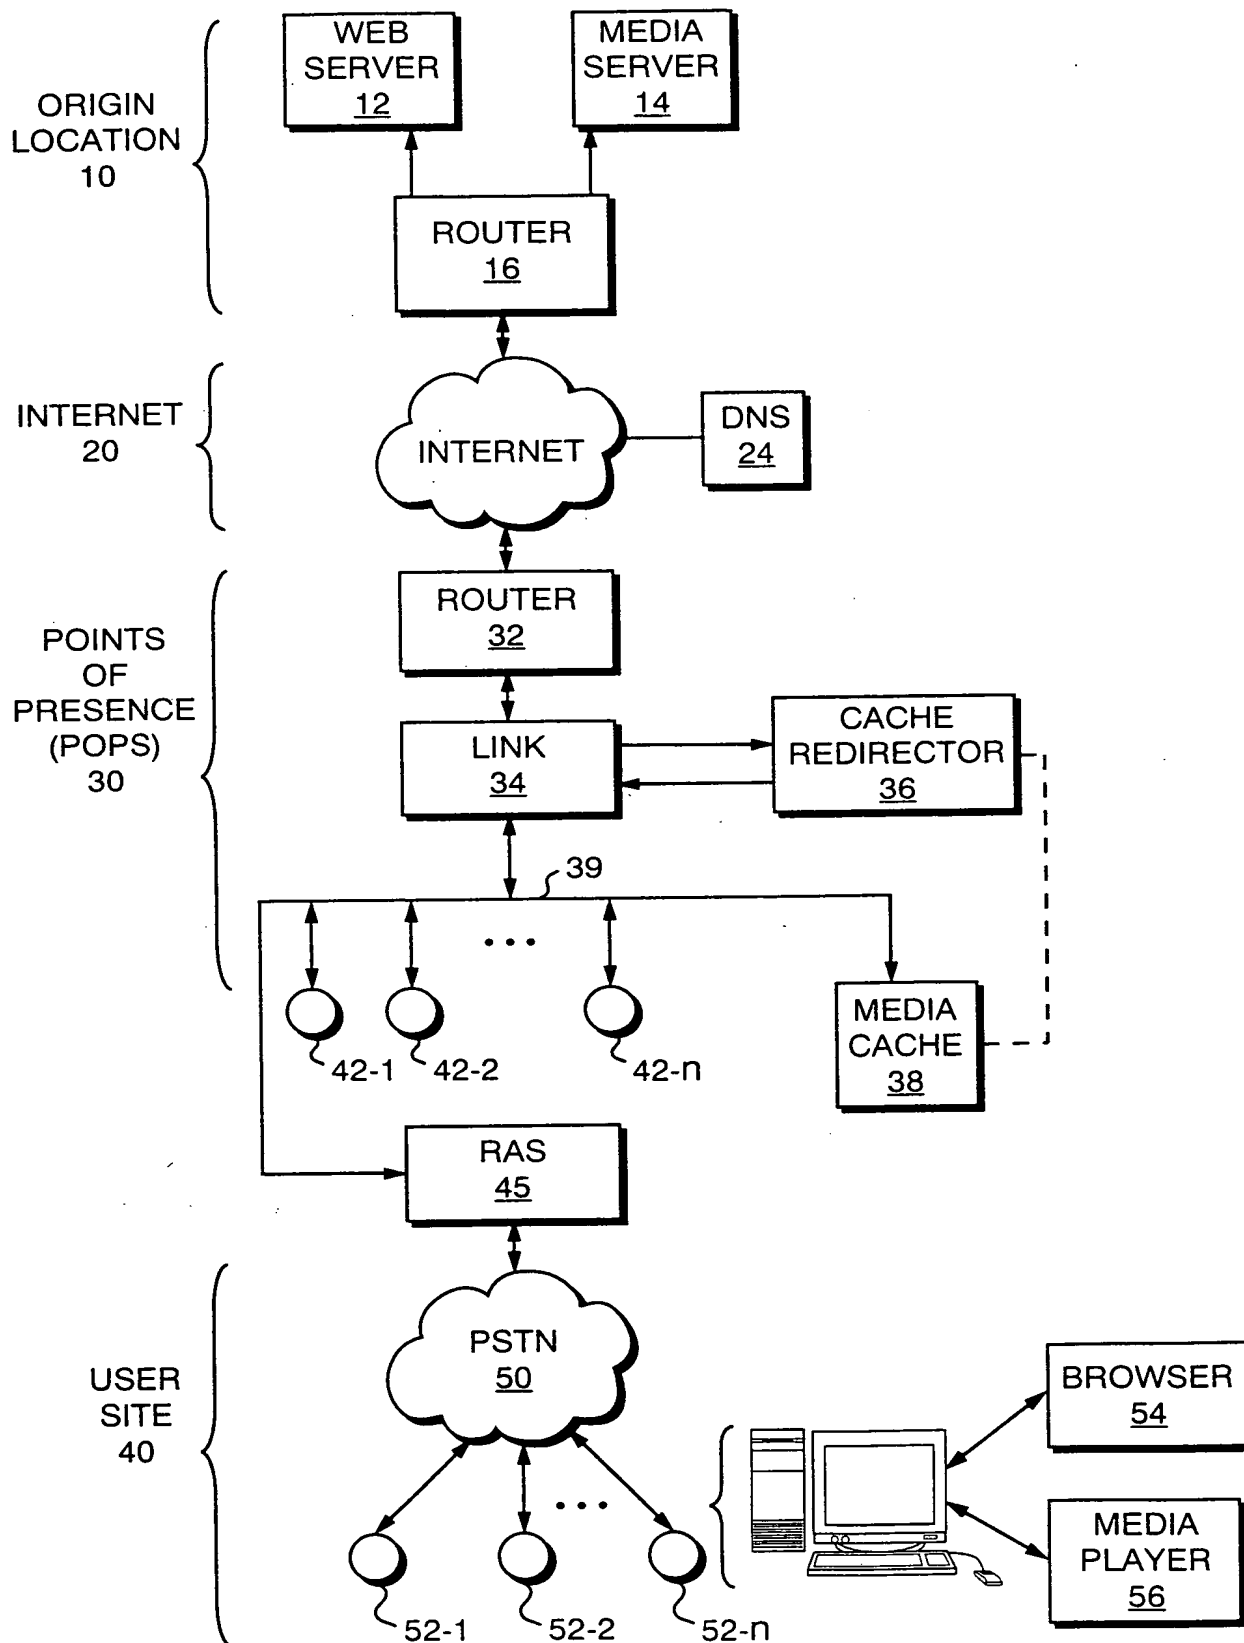 WEB
SERVER
12
MEDIA
SERVER
14
ORIGIN
LOCATION
10
ROUTER
16
INTERNET
20
INTERNET
DNS
24
POINTS
OF
PRESENCE
(POPS)
30
ROUTER
32
LINK
34
CACHE
REDIRECTOR
36
39
42-1
42-2
42-n
MEDIA
CACHE
38
RAS
45
USER
SITE
40
PSTN
50
BROWSER
54
MEDIA
PLAYER
56
52-1
52-2
52-n